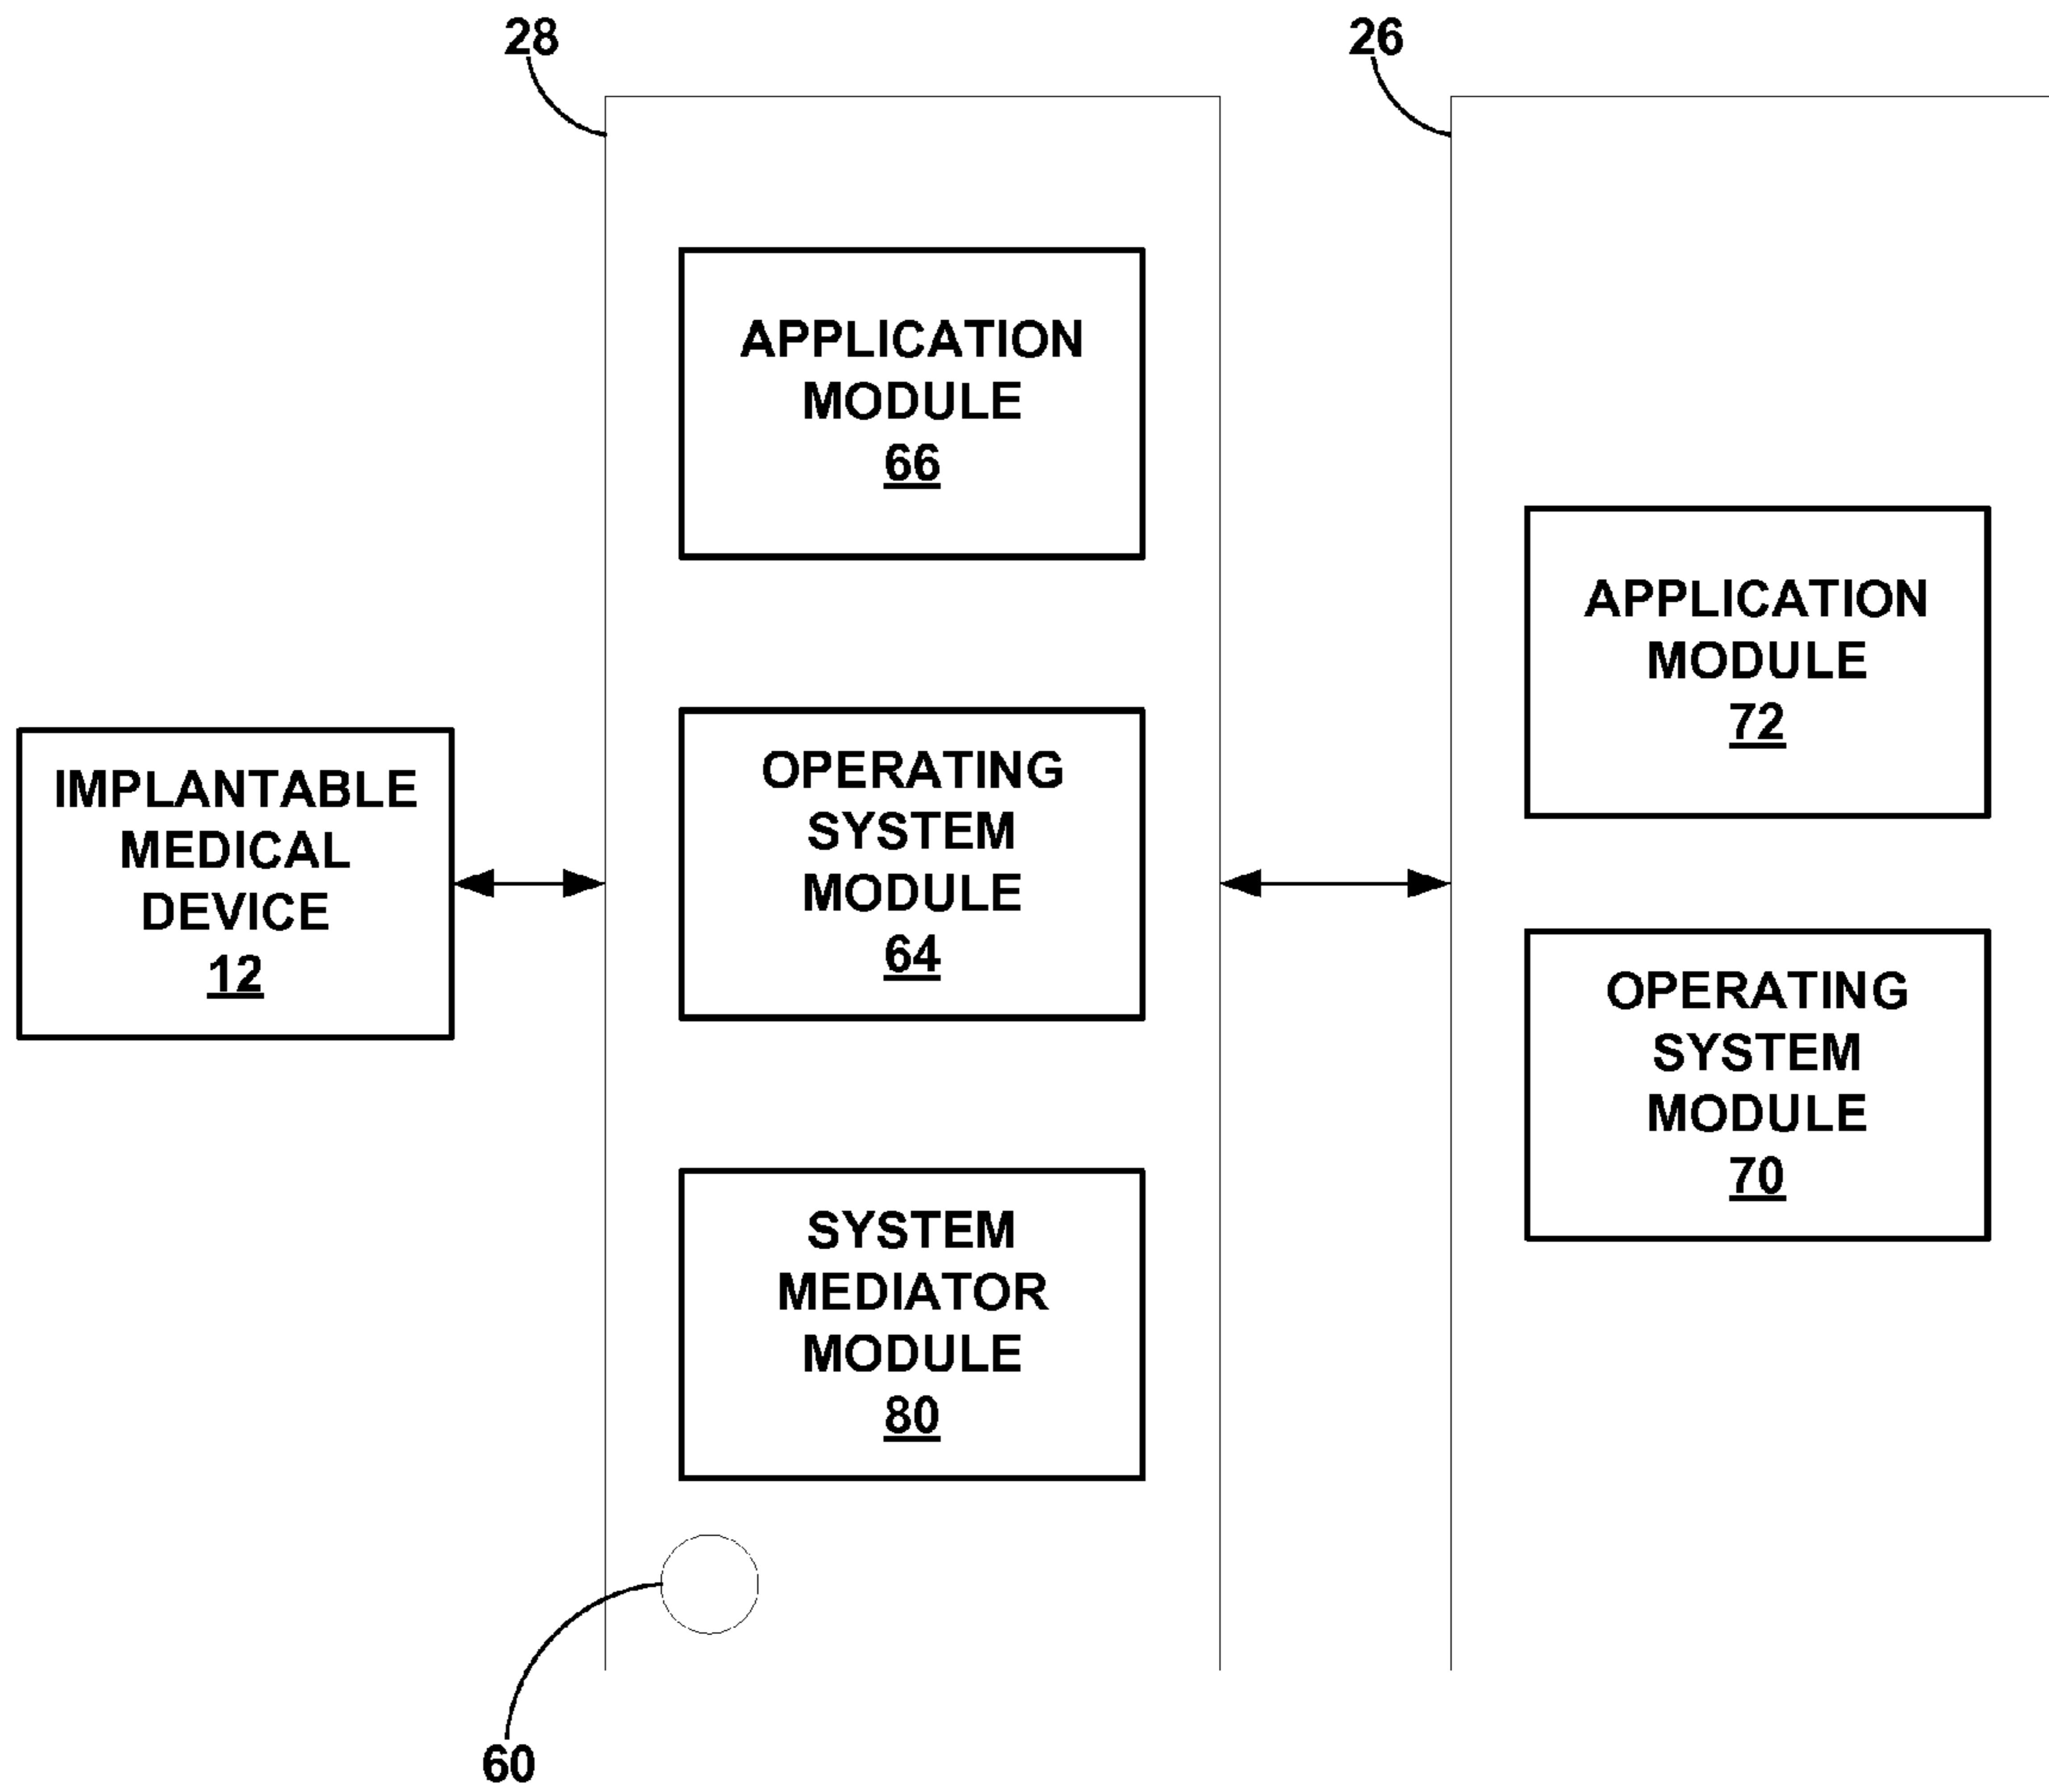 28
26
APPLICATION
MODULE
66
APPLICATION
MODULE
72
IMPLANTABLE
MEDICAL
DEVICE
12
OPERATING
SYSTEM
MODULE
64
OPERATING
SYSTEM
MODULE
70
SYSTEM
MEDIATOR
MODULE
80
60